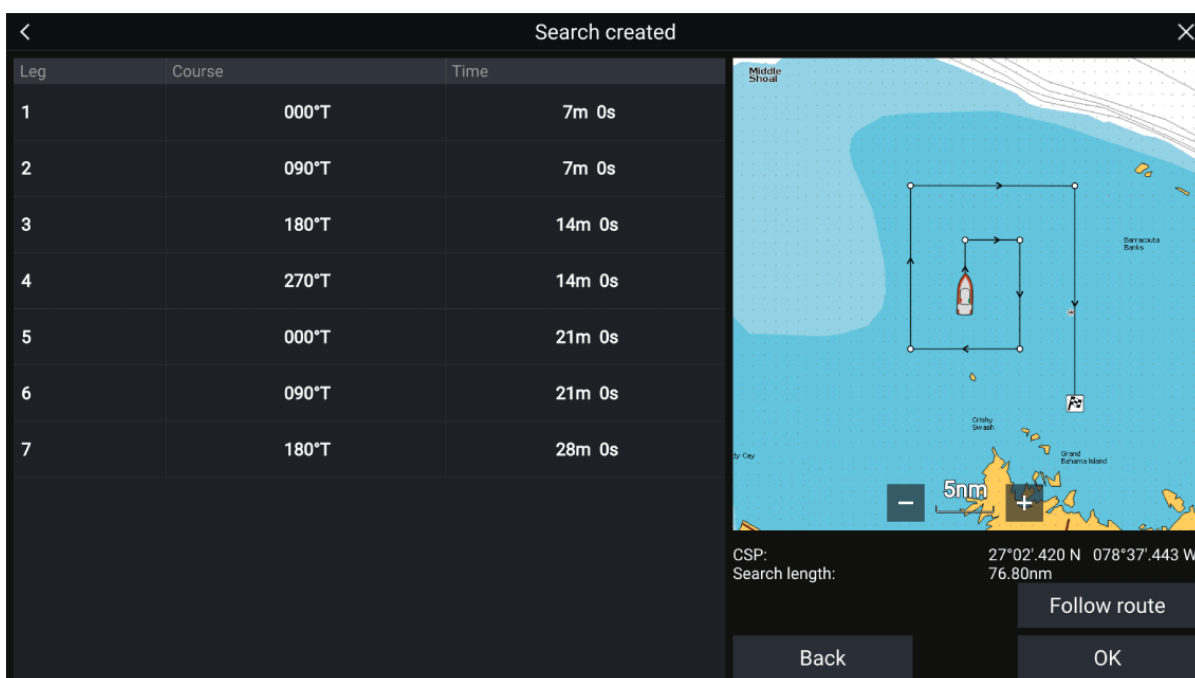 Search created
Leg Course Time
1 000°T 7m 0s
2 090°T 7m 0s
3 180°T 14m 0s
4 270°T 14m 0s
5 000°T 21m 0s
6 090°T 21m 0s
7 180°T 28m 0s
Middle
Shoal
Barracouta
Banks
Crishy
Swash
dy Cay
Grand
Bahama Island
5nm
CSP: 27°02'.420 N 078°37'.443 W
Search length: 76.80nm
Follow route
Back
OK